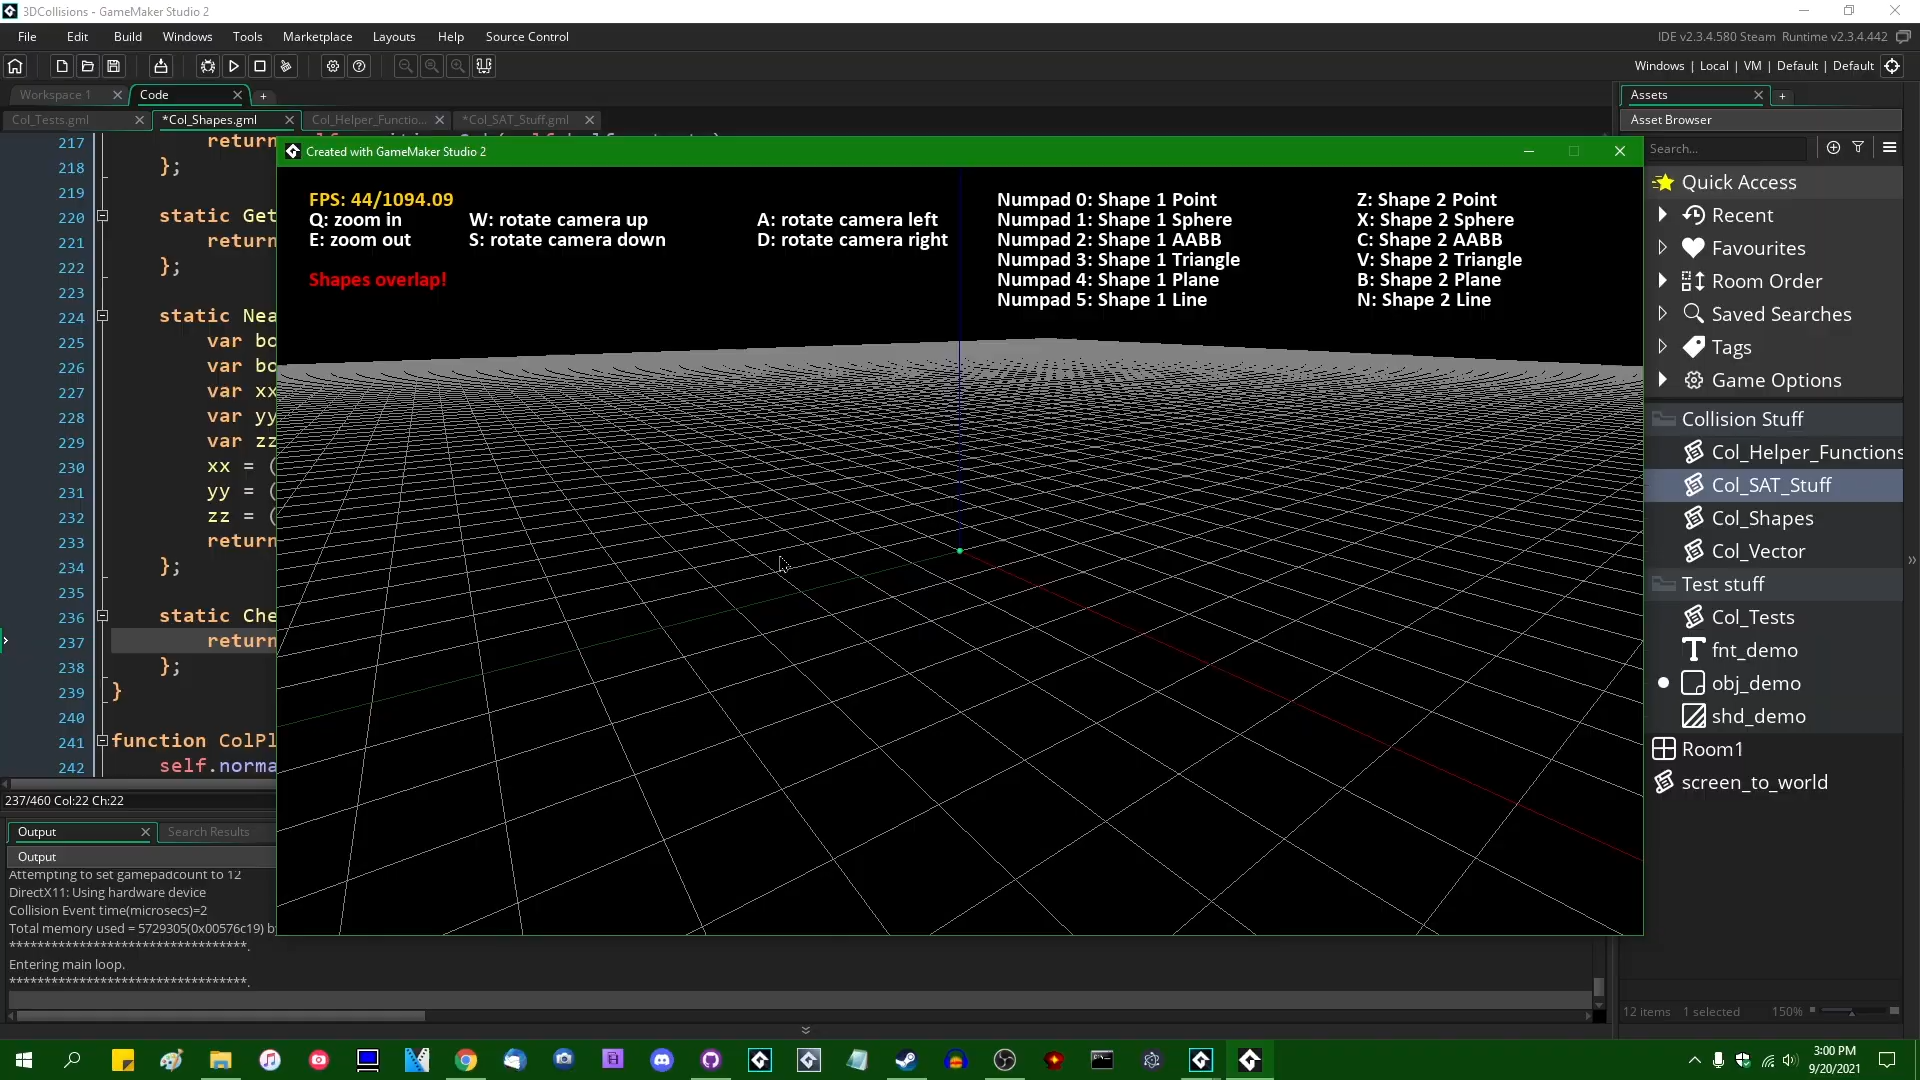 3DCollisions - GameMaker Studio 2
File Edit Build Windows Tools Marketplace Layouts Help Source Control
IDE v2.3.4.580 Steam Runtime v2.3.4.442
Windows | Local | VM | Default | Default
Workspace 1 Code +
Col_Tests.gml *Col_Shapes.gml Col_Helper_Functio... *Col_SAT_Stuff.gml
217 return
218 };
219
220 static Get
221 return
222 };
223
224 static Nea
225 var bo
226 var bo
227 var xx
228 var yy
229 var zz
230 xx = (
231 yy = (
232 zz = (
233 return
234 };
235
236 static Che
237 return
238 };
239 }
240
241 function ColPl
242 self.norma
237/460 Col:22 Ch:22
Output Search Results
Output
Attempting to set gamepadcount to 12
DirectX11: Using hardware device
Collision Event time(microsecs)=2
Total memory used = 5729305(0x00576c19) by
**********************************.
Entering main loop.
**********************************.
Created with GameMaker Studio 2
FPS: 44/1094.09
Q: zoom in W: rotate camera up A: rotate camera left
E: zoom out S: rotate camera down D: rotate camera right
Shapes overlap!
Numpad 0: Shape 1 Point
Numpad 1: Shape 1 Sphere
Numpad 2: Shape 1 AABB
Numpad 3: Shape 1 Triangle
Numpad 4: Shape 1 Plane
Numpad 5: Shape 1 Line
Z: Shape 2 Point
X: Shape 2 Sphere
C: Shape 2 AABB
V: Shape 2 Triangle
B: Shape 2 Plane
N: Shape 2 Line
Assets +
Asset Browser
Search...
Quick Access
Recent
Favourites
Room Order
Saved Searches
Tags
Game Options
Collision Stuff
Col_Helper_Functions
Col_SAT_Stuff
Col_Shapes
Col_Vector
Test stuff
Col_Tests
fnt_demo
obj_demo
shd_demo
Room1
screen_to_world
12 items 1 selected 150%
3:00 PM
9/20/2021